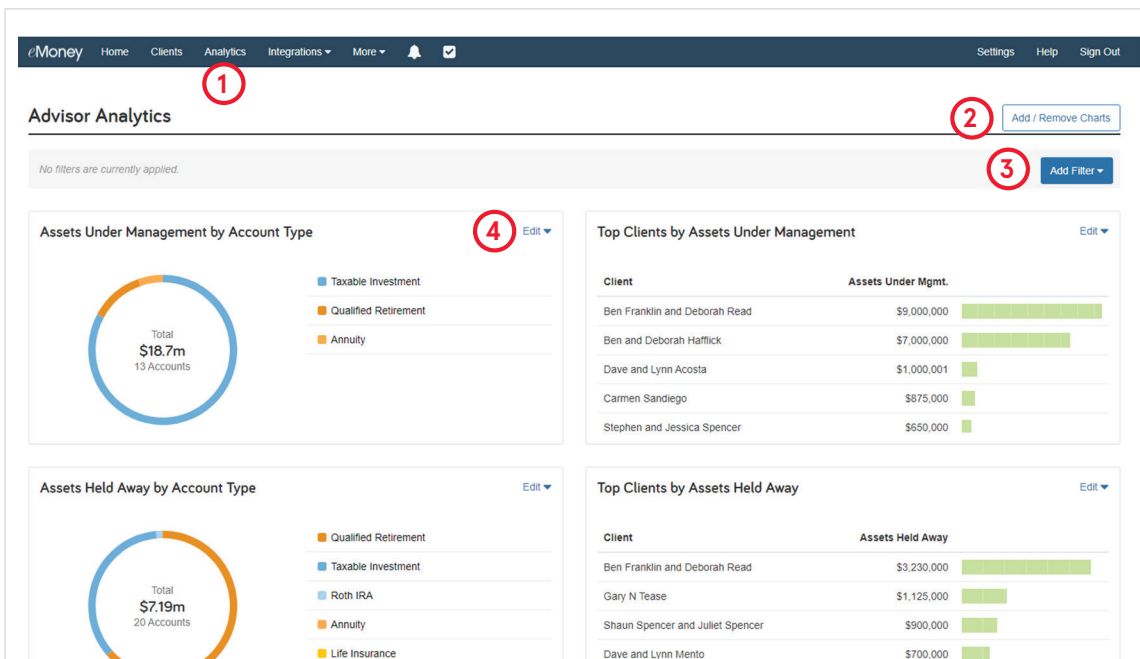 eMoney Home Clients Analytics Integrations More Settings Help Sign Out
1
Advisor Analytics
2 Add / Remove Charts
No filters are currently applied.
3 Add Filter
Assets Under Management by Account Type
4 Edit
Total
$18.7m
13 Accounts
Taxable Investment
Qualified Retirement
Annuity
Top Clients by Assets Under Management Edit
Client Assets Under Mgmt.
Ben Franklin and Deborah Read $9,000,000
Ben and Deborah Hafflick $7,000,000
Dave and Lynn Acosta $1,000,001
Carmen Sandiego $875,000
Stephen and Jessica Spencer $650,000
Assets Held Away by Account Type Edit
Total
$7.19m
20 Accounts
Qualified Retirement
Taxable Investment
Roth IRA
Annuity
Life Insurance
Top Clients by Assets Held Away Edit
Client Assets Held Away
Ben Franklin and Deborah Read $3,230,000
Gary N Tease $1,125,000
Shaun Spencer and Juliet Spencer $900,000
Dave and Lynn Mento $700,000